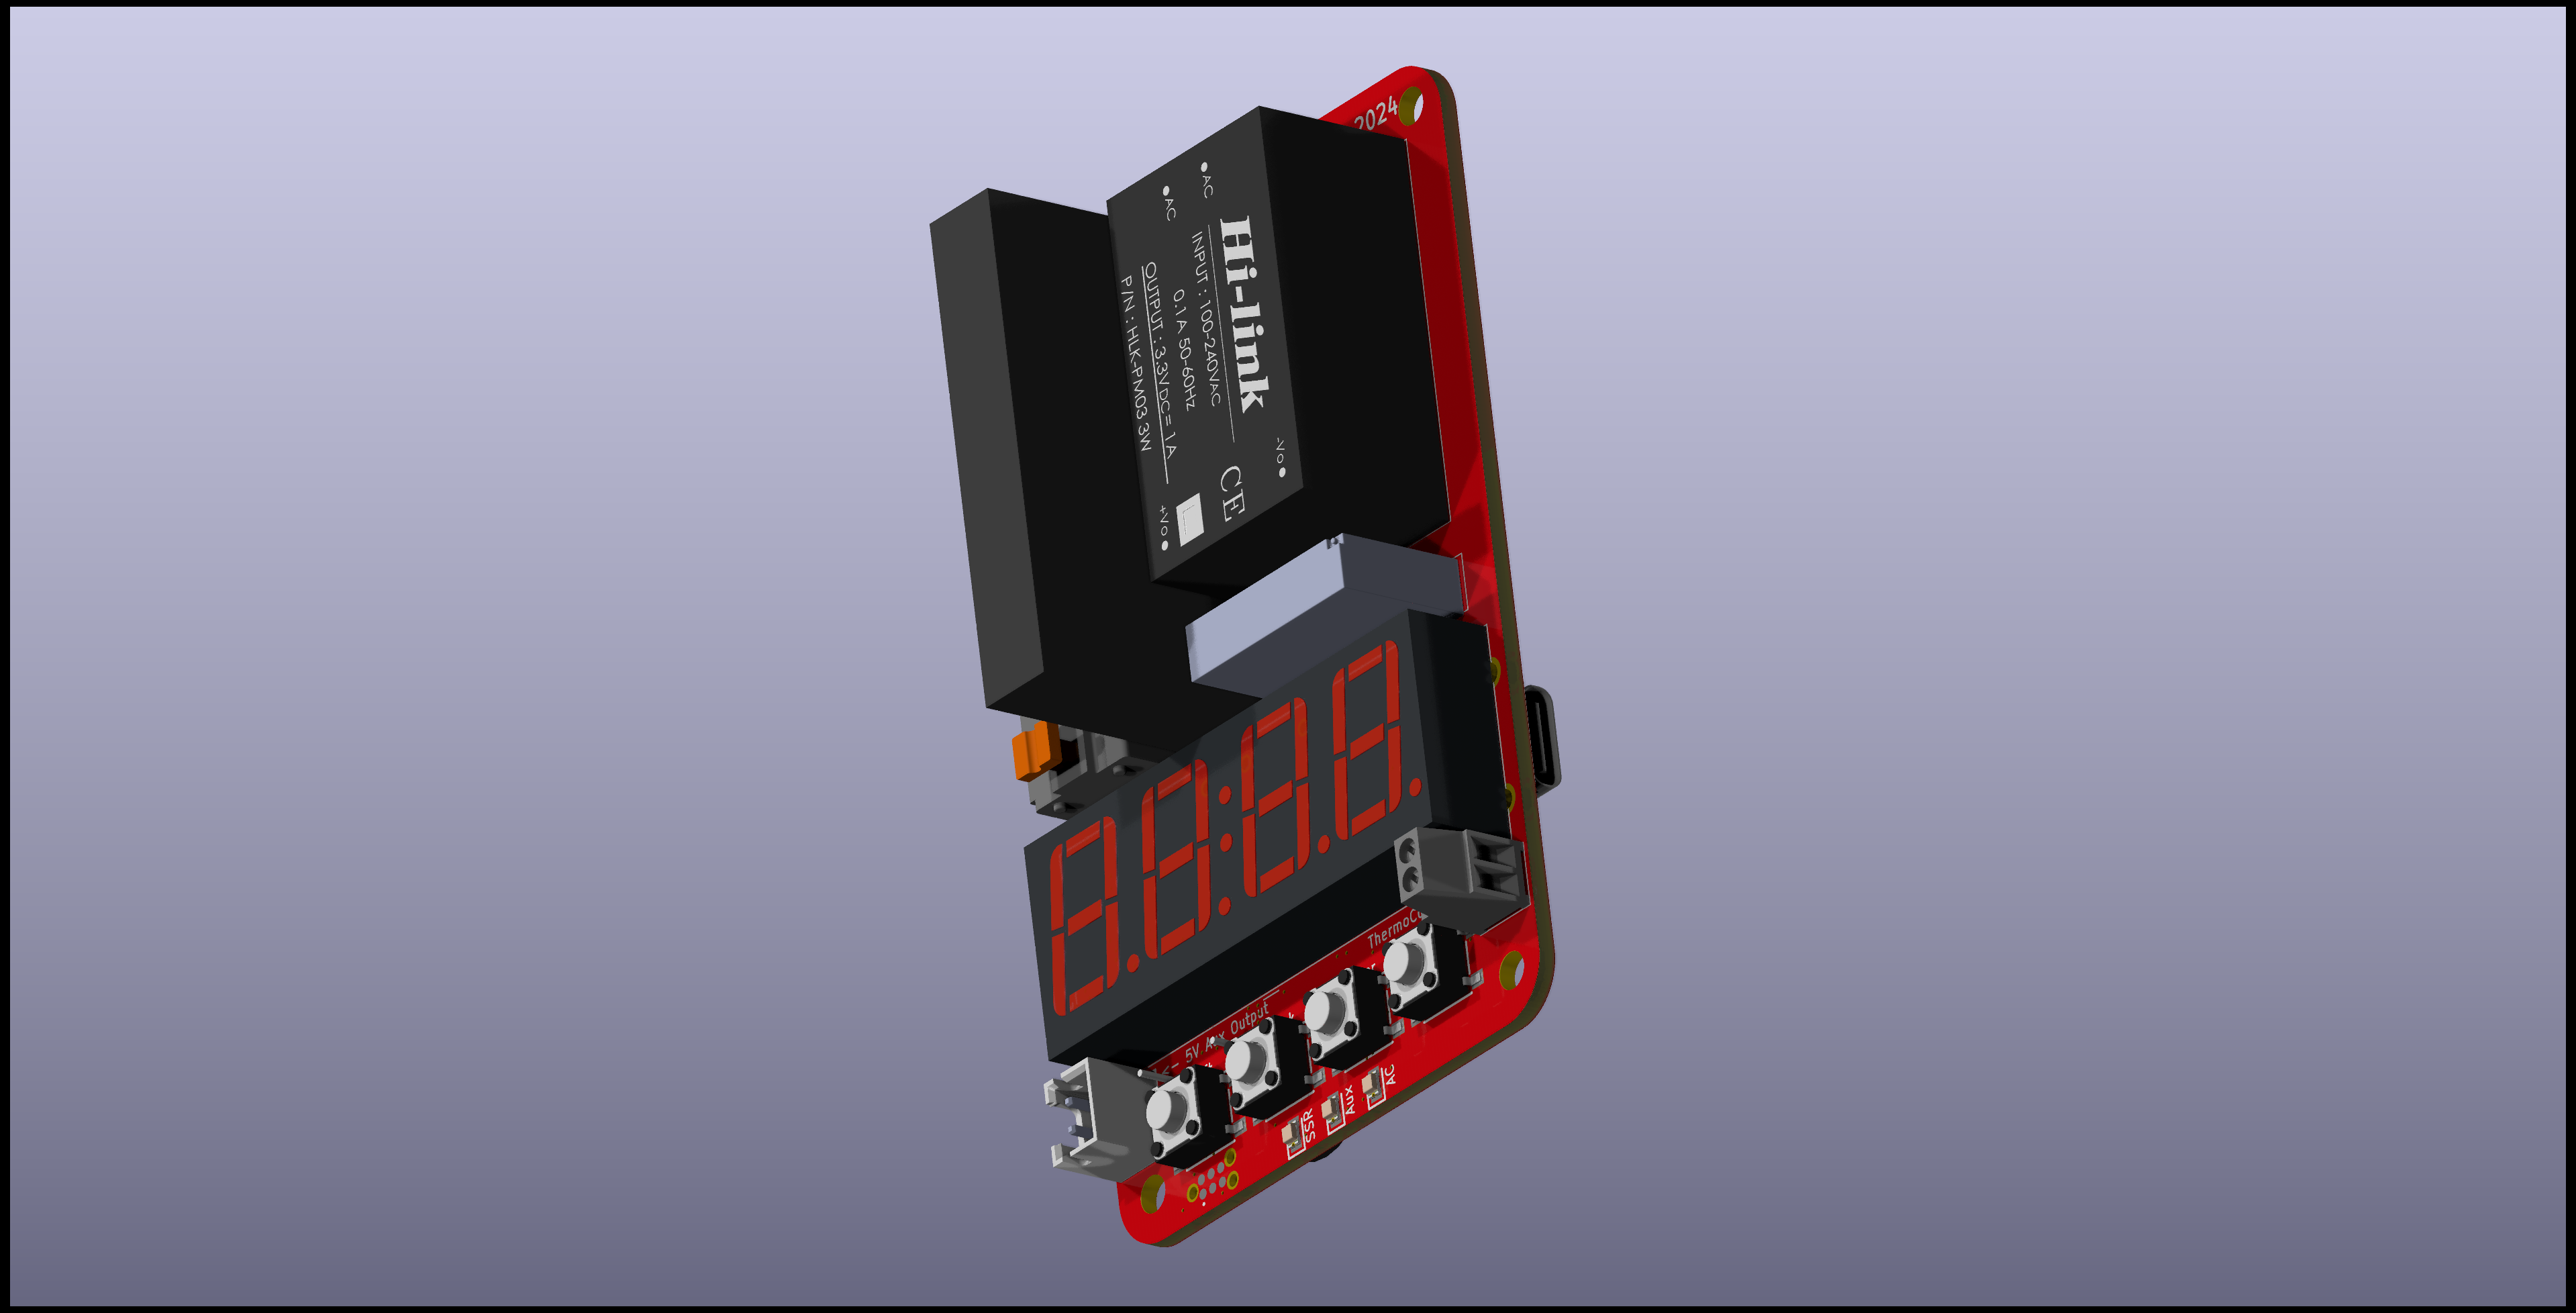 2024
AC
AC
Hi-link
INPUT : 100-240VAC
0.1A 50-60Hz
OUTPUT : 3.3VDC= 1A
P/N : HLK-PM03 3W
CE
-Vo
+Vo
<- 5V Aux Output
SSR
Aux
AC